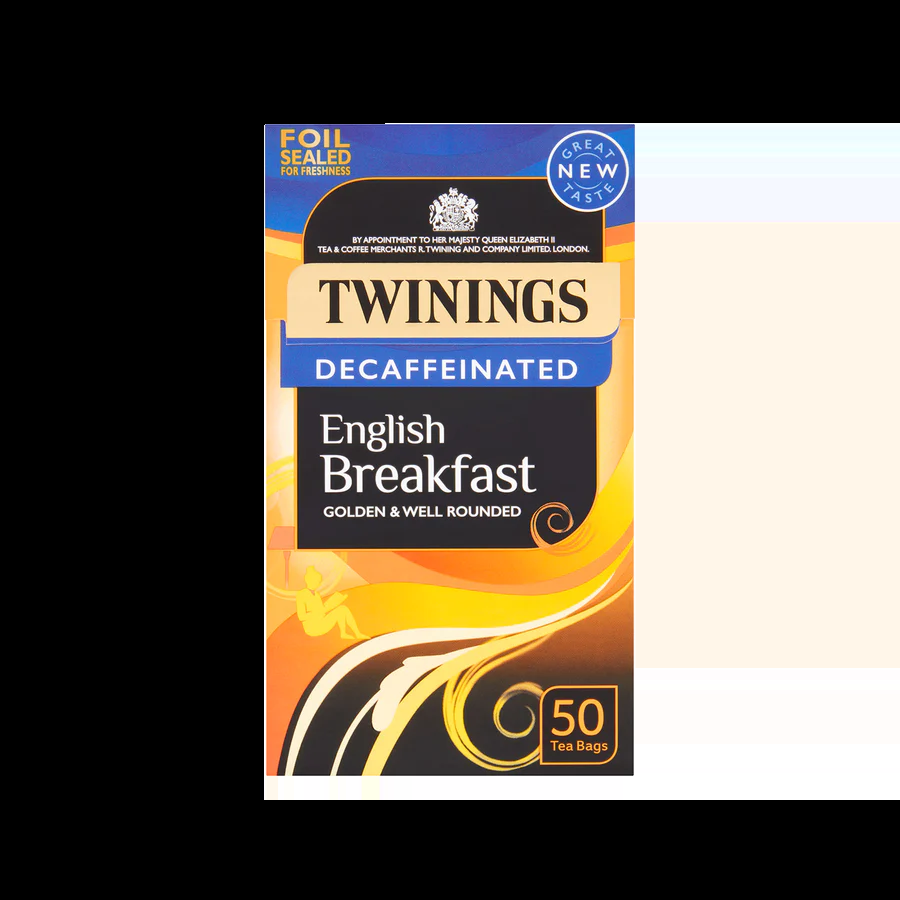 FOIL
SEALED
FOR FRESHNESS
GREAT
NEW
TASTE
BY APPOINTMENT TO HER MAJESTY QUEEN ELIZABETH II
TEA & COFFEE MERCHANTS R. TWINING AND COMPANY LIMITED. LONDON.
TWININGS
DECAFFEINATED
English
Breakfast
GOLDEN & WELL ROUNDED
50
Tea Bags